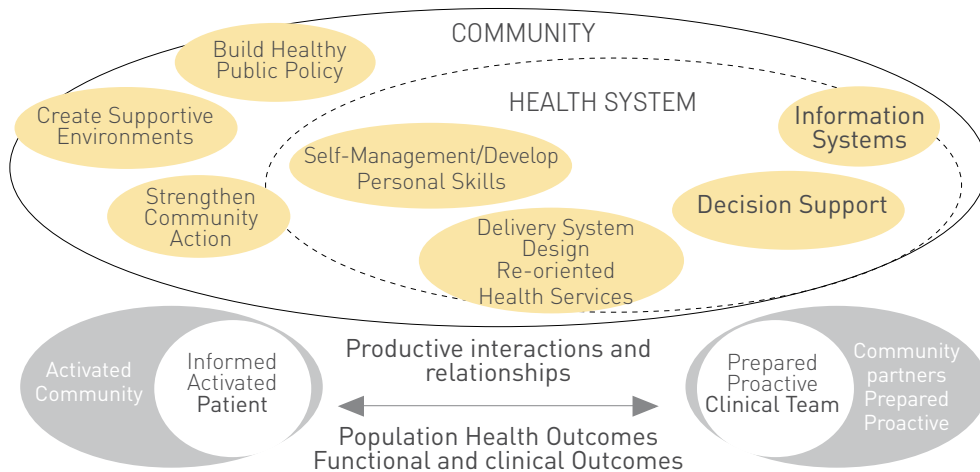 COMMUNITY
Build Healthy
Public Policy
HEALTH SYSTEM
Create Supportive
Environments
Information
Systems
Self-Management/Develop
Personal Skills
Strengthen
Community
Action
Decision Support
Delivery System
Design
Re-oriented
Health Services
Activated
Community
Informed
Activated
Patient
Productive interactions and
relationships
Population Health Outcomes
Functional and clinical Outcomes
Prepared
Proactive
Clinical Team
Community
partners
Prepared
Proactive